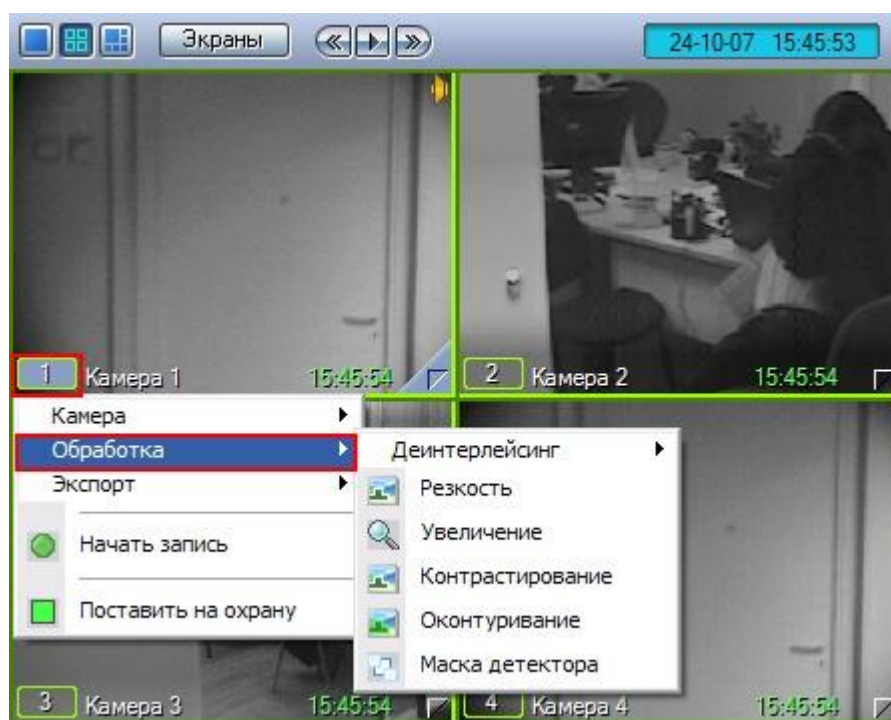 Экраны
24-10-07 15:45:53
1 Камера 1 15:45:54
2 Камера 2 15:45:54
Камера
Обработка
Экспорт
Начать запись
Поставить на охрану
Деинтерлейсинг
Резкость
Увеличение
Контрастирование
Оконтуривание
Маска детектора
3 Камера 3 15:45:54
4 Камера 4 15:45:54